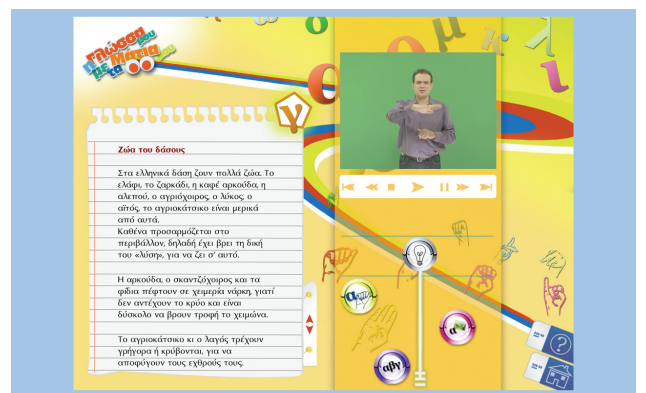 η Γλώσσα μου
με τα Μάτια μου
γ
Ζώα του δάσους
Στα ελληνικά δάση ζουν πολλά ζώα. Το
ελάφι, το ζαρκάδι, η καφέ αρκούδα, η
αλεπού, ο αγριόχοιρος, ο λύκος, ο
αϊτός, το αγριοκάτσικο είναι μερικά
από αυτά.
Καθένα προσαρμόζεται στο
περιβάλλον, δηλαδή έχει βρει τη δική
του «λύση», για να ζει σ' αυτό.
Η αρκούδα, ο σκαντζόχοιρος και τα
φίδια πέφτουν σε χειμερία νάρκη, γιατί
δεν αντέχουν το κρύο και είναι
δύσκολο να βρουν τροφή το χειμώνα.
Το αγριοκάτσικο κι ο λαγός τρέχουν
γρήγορα ή κρύβονται, για να
αποφύγουν τους εχθρούς τους.
αβγ